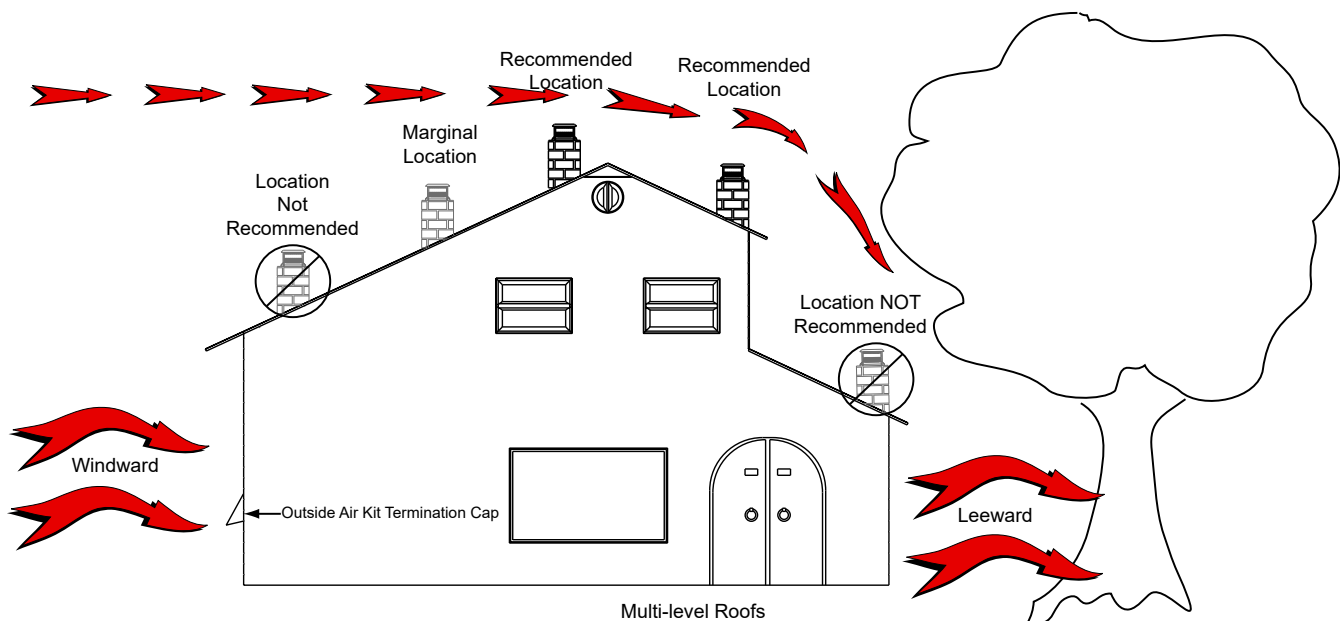 Recommended
Location
Recommended
Location
Marginal
Location
Location
Not
Recommended
Location NOT
Recommended
Windward
Outside Air Kit Termination Cap
Leeward
Multi-level Roofs